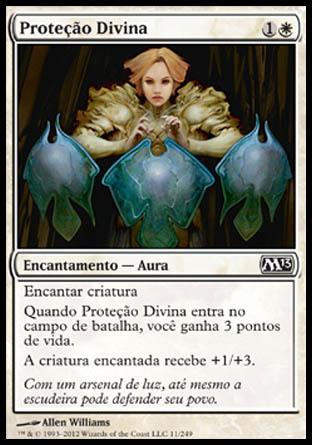 Proteção Divina 1
Encantamento — Aura M13
Encantar criatura
Quando Proteção Divina entra no
campo de batalha, você ganha 3 pontos
de vida.
A criatura encantada recebe +1/+3.
Com um arsenal de luz, até mesmo a
escudeira pode defender seu povo.
Allen Williams
™ & © 1993–2012 Wizards of the Coast LLC 11/249